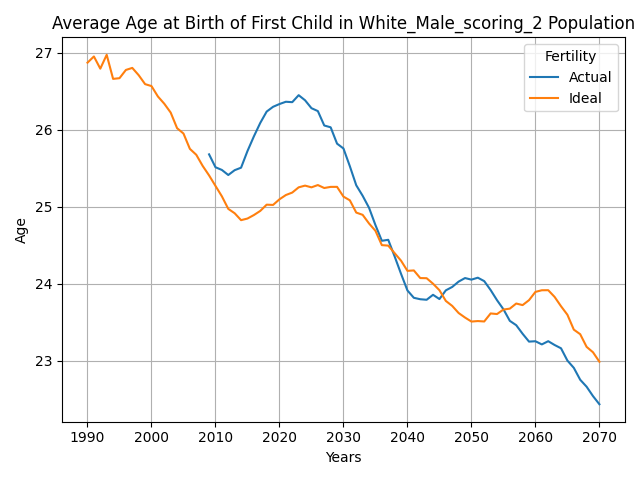 Average Age at Birth of First Child in White_Male_scoring_2 Population
Fertility
Actual
Ideal
Age
27
26
25
24
23
1990 2000 2010 2020 2030 2040 2050 2060 2070
Years